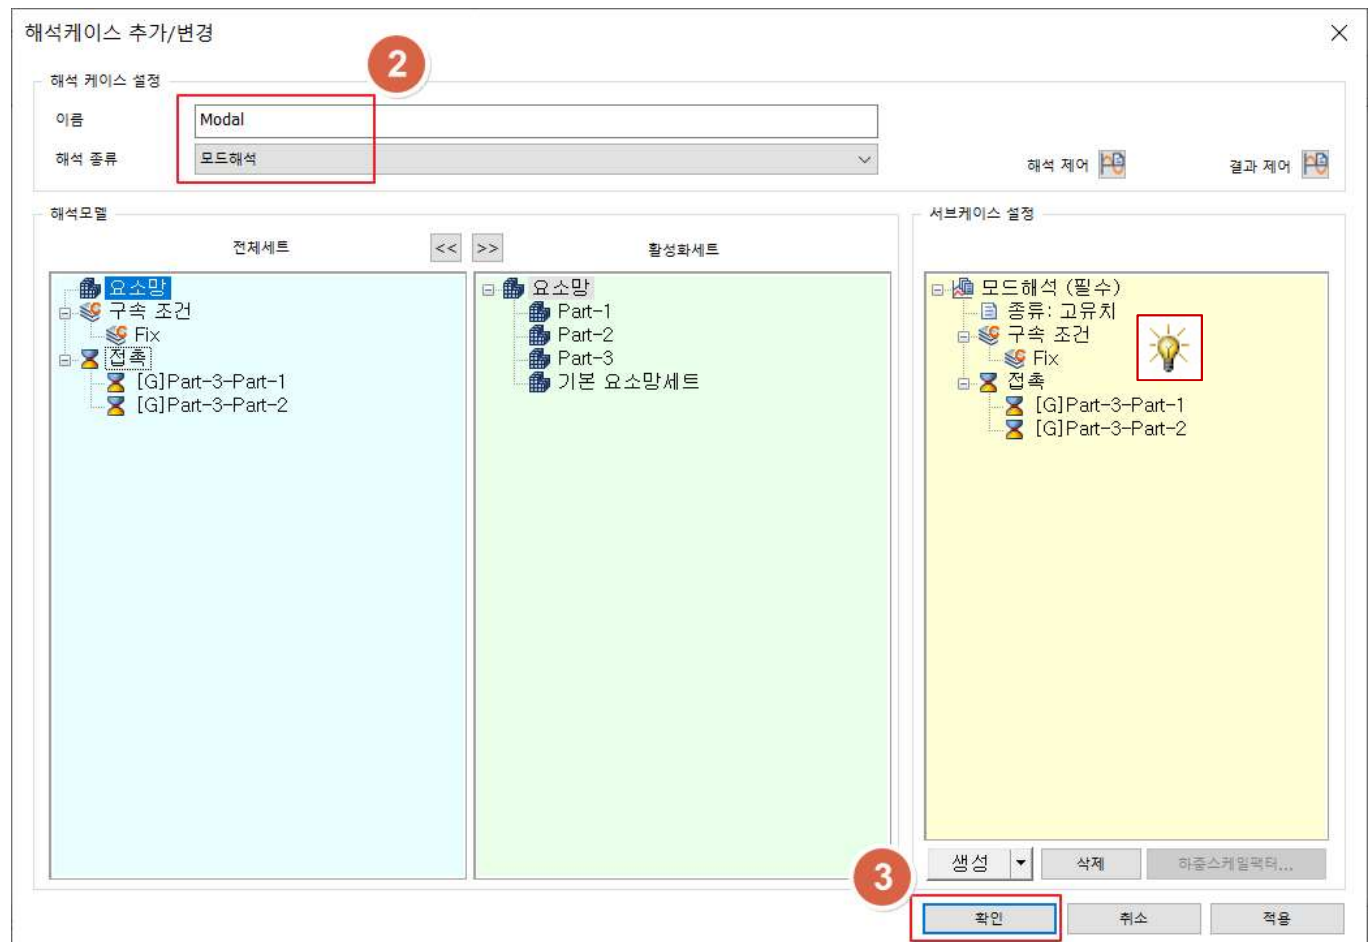 해석케이스 추가/변경
2
해석 케이스 설정
이름 Modal
해석 종류 모드해석
해석 제어 결과 제어
해석모델
전체세트 << >> 활성화세트
요소망
구속 조건
Fix
접촉
[G]Part-3-Part-1
[G]Part-3-Part-2
요소망
Part-1
Part-2
Part-3
기본 요소망세트
서브케이스 설정
모드해석 (필수)
종류: 고유치
구속 조건
Fix
접촉
[G]Part-3-Part-1
[G]Part-3-Part-2
생성 삭제 하중스케일팩터...
3
확인 취소 적용